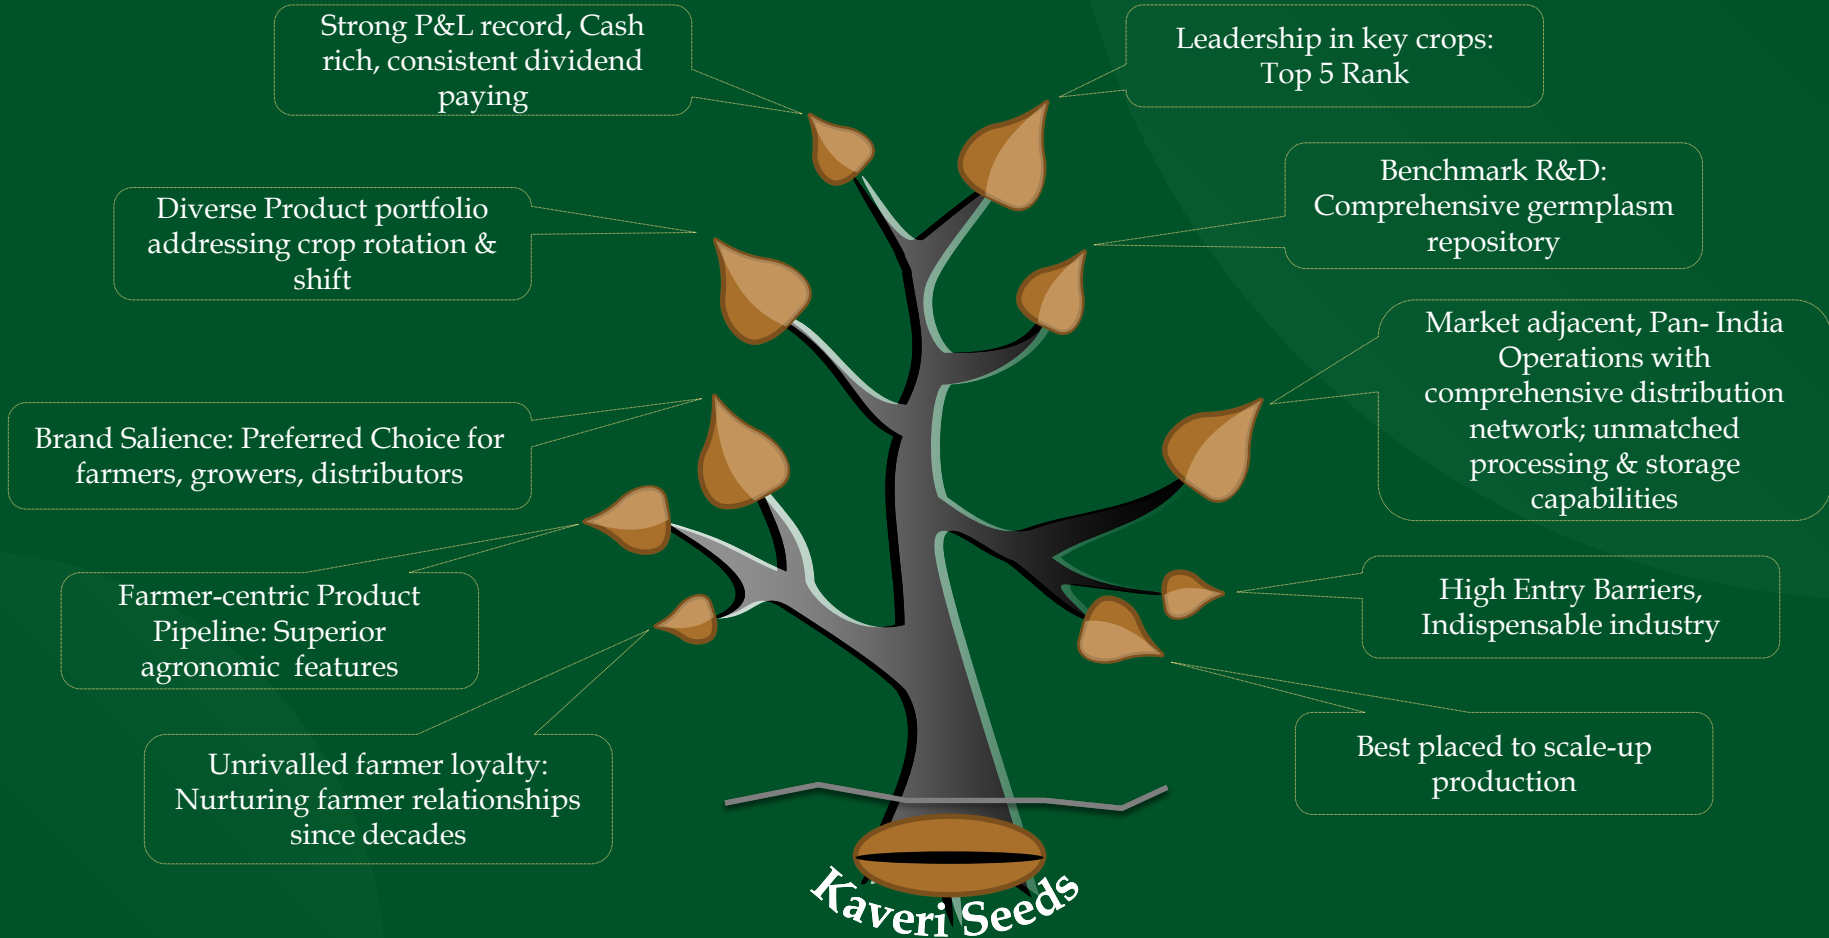 Strong P&L record, Cash
rich, consistent dividend
paying
Leadership in key crops:
Top 5 Rank
Diverse Product portfolio
addressing crop rotation &
shift
Benchmark R&D:
Comprehensive germplasm
repository
Brand Salience: Preferred Choice for
farmers, growers, distributors
Market adjacent, Pan- India
Operations with
comprehensive distribution
network; unmatched
processing & storage
capabilities
Farmer-centric Product
Pipeline: Superior
agronomic  features
High Entry Barriers,
Indispensable industry
Unrivalled farmer loyalty:
Nurturing farmer relationships
since decades
Best placed to scale-up
production
Kaveri Seeds